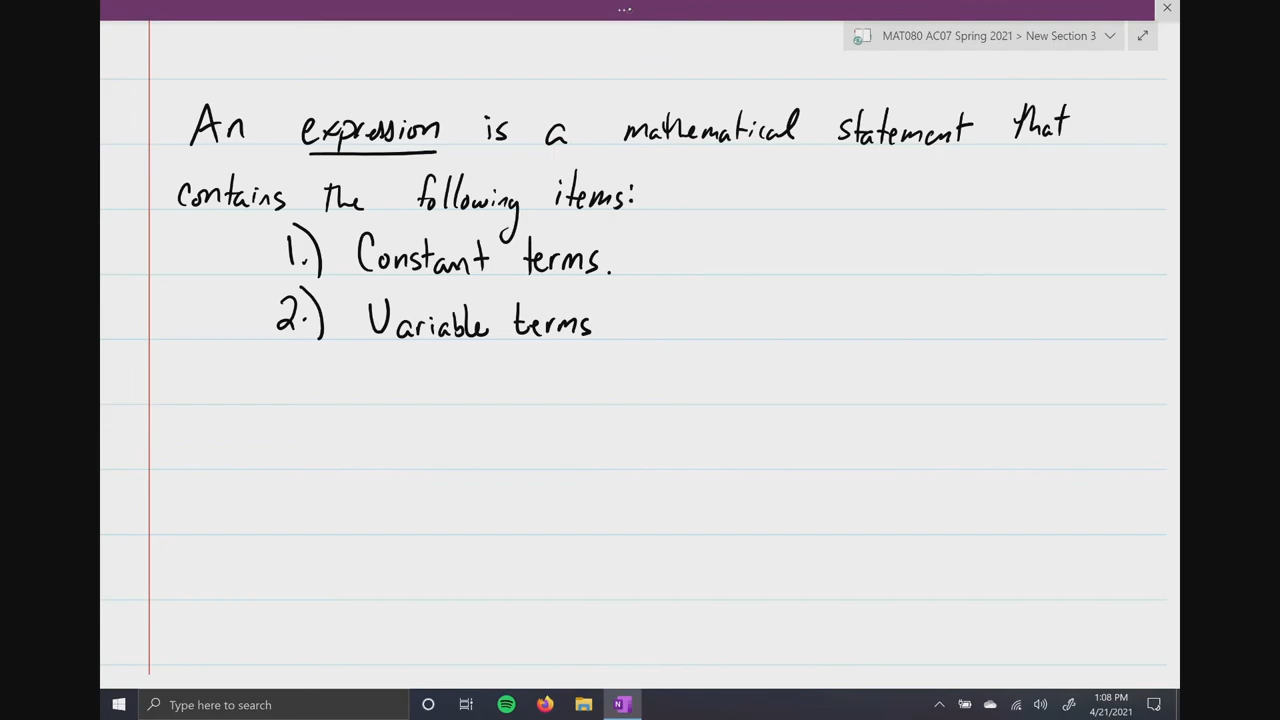 MAT080 AC07 Spring 2021 > New Section 3
An expression is a mathematical statement that
contains the following items:
1.) Constant terms.
2.) Variable terms
Type here to search
1:08 PM
4/21/2021